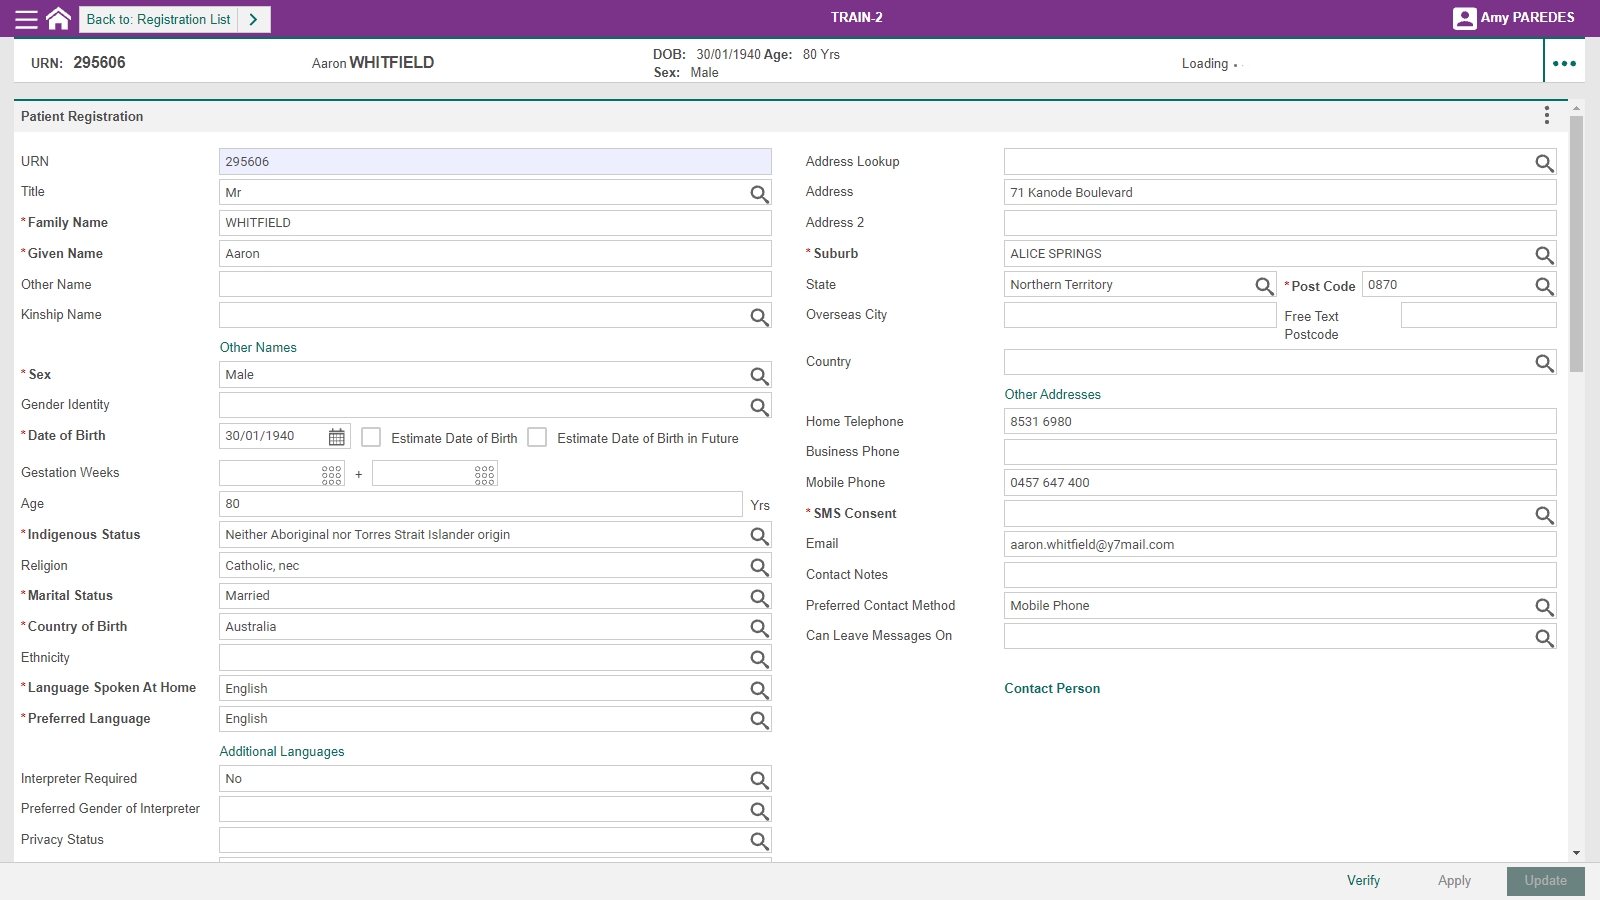 Back to: Registration List
TRAIN-2
Amy PAREDES
URN: 295606
Aaron WHITFIELD
DOB: 30/01/1940 Age: 80 Yrs
Sex: Male
Loading
Patient Registration
URN 295606
Title Mr
*Family Name WHITFIELD
*Given Name Aaron
Other Name
Kinship Name
Other Names
*Sex Male
Gender Identity
*Date of Birth 30/01/1940 Estimate Date of Birth Estimate Date of Birth in Future
Gestation Weeks +
Age 80 Yrs
*Indigenous Status Neither Aboriginal nor Torres Strait Islander origin
Religion Catholic, nec
*Marital Status Married
*Country of Birth Australia
Ethnicity
*Language Spoken At Home English
*Preferred Language English
Additional Languages
Interpreter Required No
Preferred Gender of Interpreter
Privacy Status
Address Lookup
Address 71 Kanode Boulevard
Address 2
*Suburb ALICE SPRINGS
State Northern Territory *Post Code 0870
Overseas City Free Text
Postcode
Country
Other Addresses
Home Telephone 8531 6980
Business Phone
Mobile Phone 0457 647 400
*SMS Consent
Email aaron.whitfield@y7mail.com
Contact Notes
Preferred Contact Method Mobile Phone
Can Leave Messages On
Contact Person
Verify Apply Update